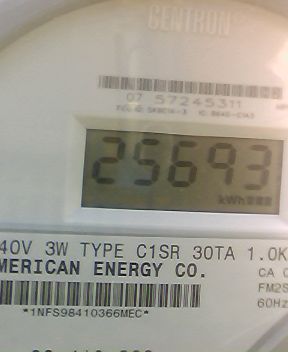 CENTRON
07 57245311
25693
kWh
40V 3W TYPE C1SR 30TA 1.0K
MERICAN ENERGY CO.
CA 0
FM2S
60Hz
*1NFS98410366MEC*